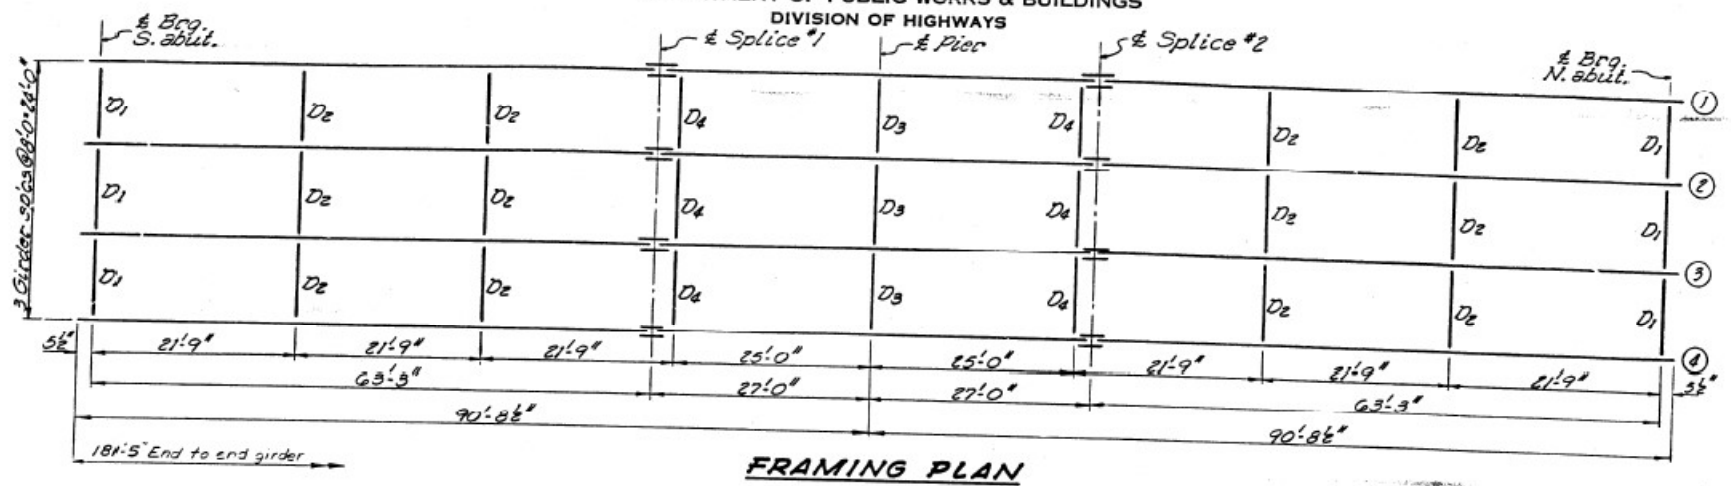 PUBLIC WORKS & BUILDINGS
DIVISION OF HIGHWAYS
℄ Brg.
S. abut.
℄ Splice #1
℄ Pier
℄ Splice #2
℄ Brg.
N. abut.
3 Girder spcs @ 8'-0" = 24'-0"
D1 D2 D2 D4 D3 D4 D2 D2 D1
①
D1 D2 D2 D4 D3 D4 D2 D2 D1
②
D1 D2 D2 D4 D3 D4 D2 D2 D1
③
④
5½" 21'-9" 21'-9" 21'-9" 25'-0" 25'-0" 21'-9" 21'-9" 21'-9" 5½"
63'-3" 27'-0" 27'-0" 63'-3"
90'-8½" 90'-8½"
181'-5" End to end girder
FRAMING PLAN